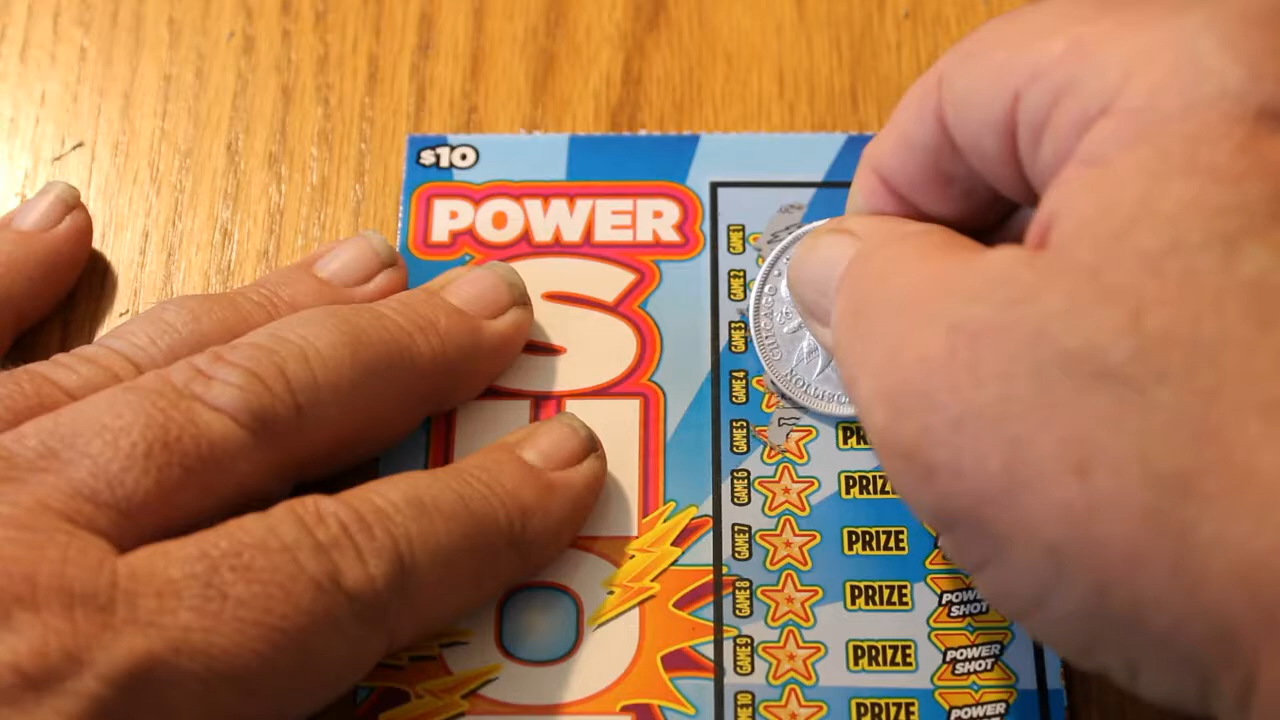 $10
POWER
GAME 1
GAME 2
GAME 3
GAME 4
GAME 5
GAME 6 PRIZE
GAME 7 PRIZE
GAME 8 PRIZE POWER SHOT
GAME 9 PRIZE POWER SHOT
PRIZE POWER
CHICAGO